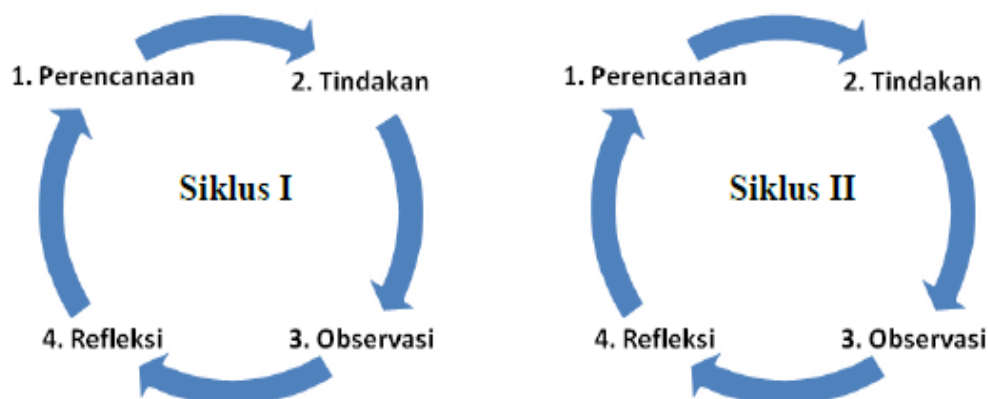 1. Perencanaan
2. Tindakan
Siklus I
4. Refleksi
3. Observasi
1. Perencanaan
2. Tindakan
Siklus II
4. Refleksi
3. Observasi